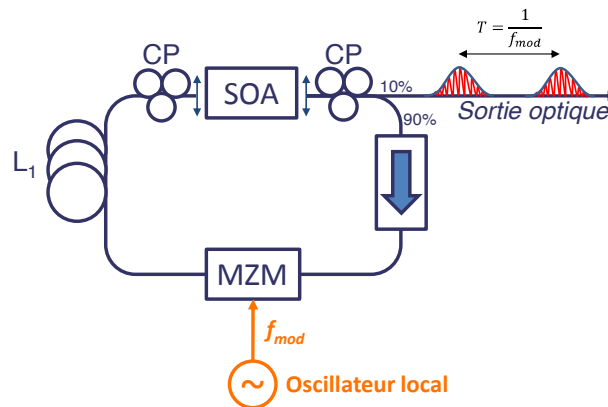 T = 1/f_mod
CP
CP
SOA
10%
Sortie optique
90%
L₁
MZM
f_mod
~ Oscillateur local